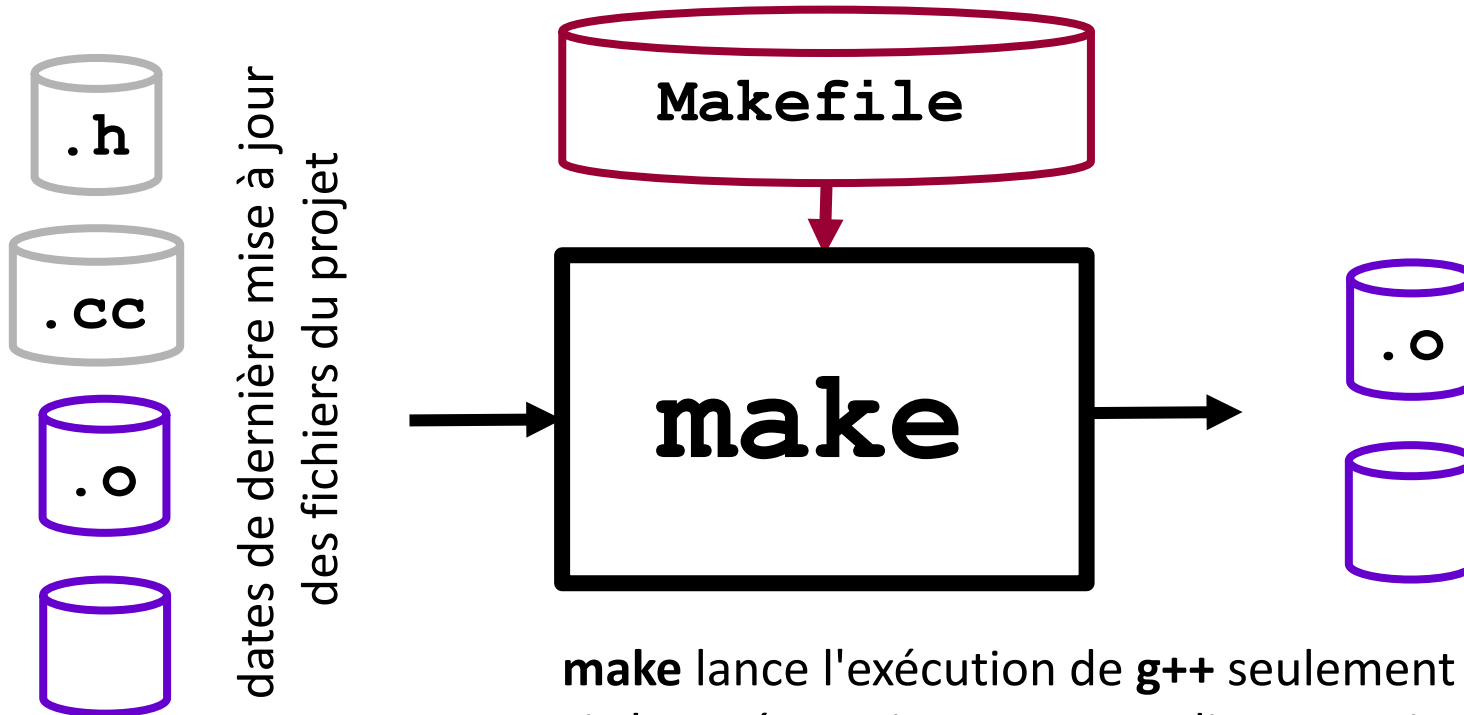 .h
.cc
.o
dates de dernière mise à jour
des fichiers du projet
Makefile
make
.o
make lance l'exécution de g++ seulement